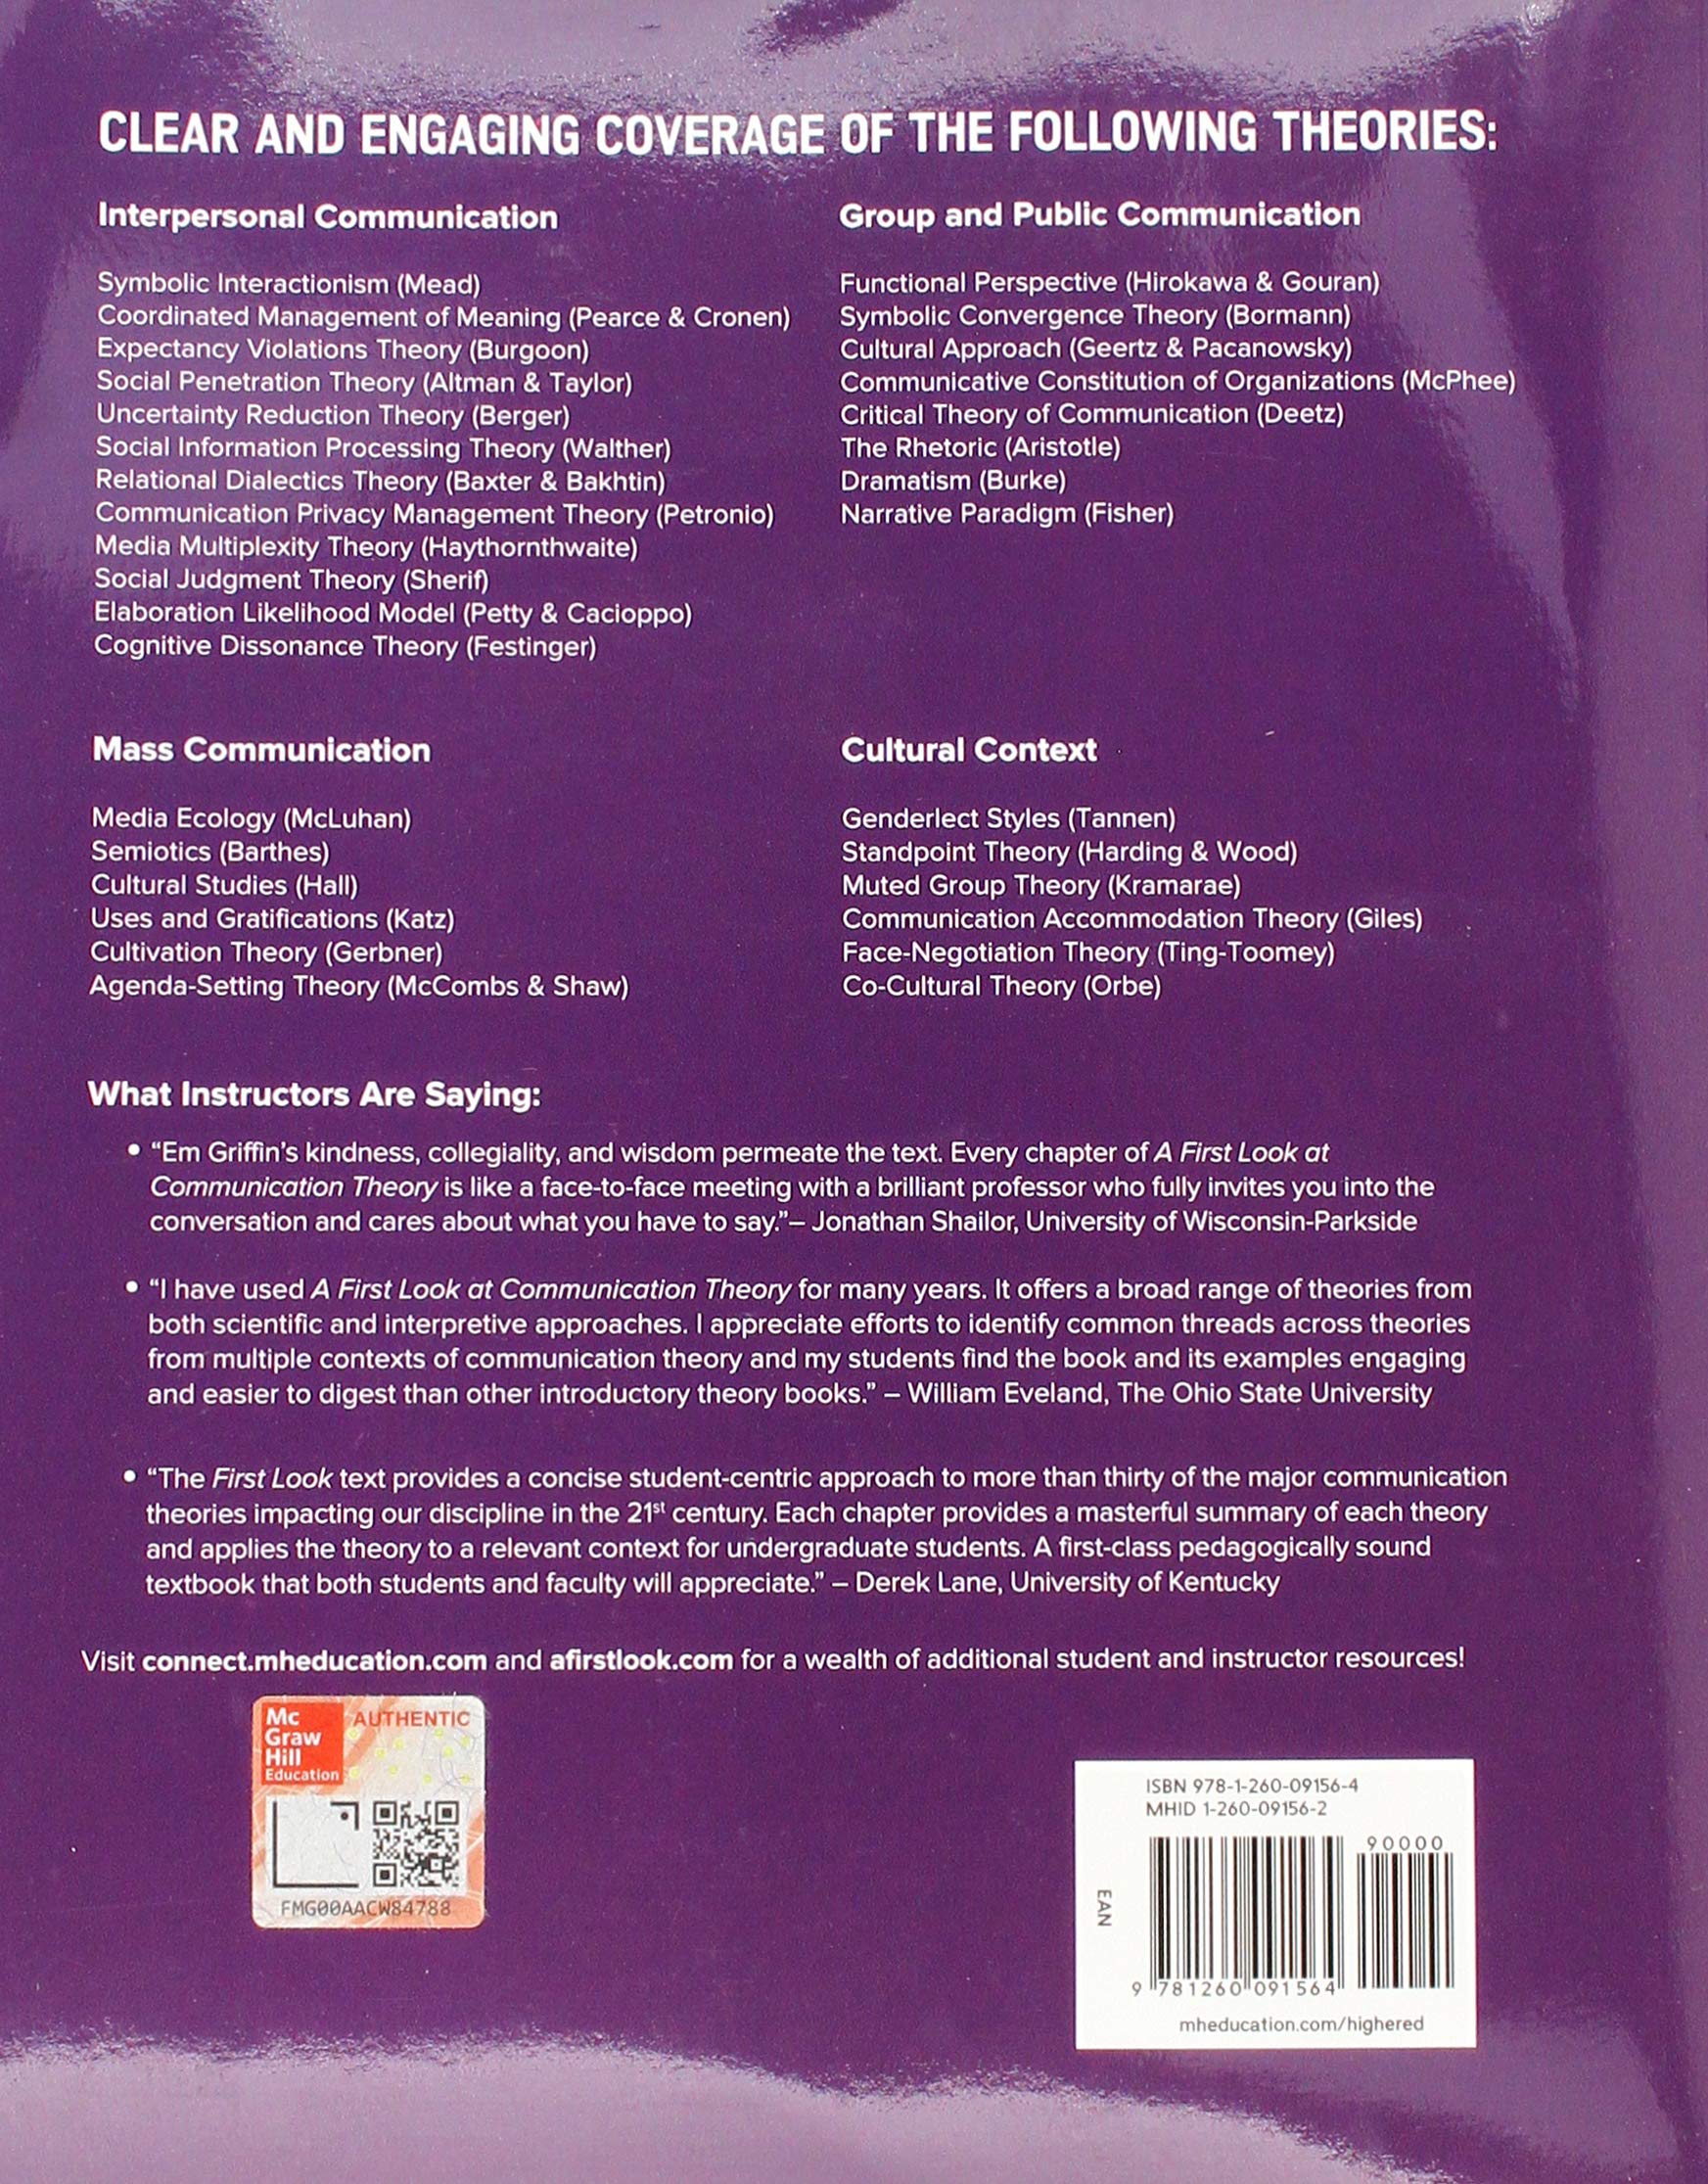 CLEAR AND ENGAGING COVERAGE OF THE FOLLOWING THEORIES:
Interpersonal Communication
Symbolic Interactionism (Mead)
Coordinated Management of Meaning (Pearce & Cronen)
Expectancy Violations Theory (Burgoon)
Social Penetration Theory (Altman & Taylor)
Uncertainty Reduction Theory (Berger)
Social Information Processing Theory (Walther)
Relational Dialectics Theory (Baxter & Bakhtin)
Communication Privacy Management Theory (Petronio)
Media Multiplexity Theory (Haythornthwaite)
Social Judgment Theory (Sherif)
Elaboration Likelihood Model (Petty & Cacioppo)
Cognitive Dissonance Theory (Festinger)
Group and Public Communication
Functional Perspective (Hirokawa & Gouran)
Symbolic Convergence Theory (Bormann)
Cultural Approach (Geertz & Pacanowsky)
Communicative Constitution of Organizations (McPhee)
Critical Theory of Communication (Deetz)
The Rhetoric (Aristotle)
Dramatism (Burke)
Narrative Paradigm (Fisher)
Mass Communication
Media Ecology (McLuhan)
Semiotics (Barthes)
Cultural Studies (Hall)
Uses and Gratifications (Katz)
Cultivation Theory (Gerbner)
Agenda-Setting Theory (McCombs & Shaw)
Cultural Context
Genderlect Styles (Tannen)
Standpoint Theory (Harding & Wood)
Muted Group Theory (Kramarae)
Communication Accommodation Theory (Giles)
Face-Negotiation Theory (Ting-Toomey)
Co-Cultural Theory (Orbe)
What Instructors Are Saying:
• “Em Griffin’s kindness, collegiality, and wisdom permeate the text. Every chapter of A First Look at
Communication Theory is like a face-to-face meeting with a brilliant professor who fully invites you into the
conversation and cares about what you have to say.”– Jonathan Shailor, University of Wisconsin-Parkside
• “I have used A First Look at Communication Theory for many years. It offers a broad range of theories from
both scientific and interpretive approaches. I appreciate efforts to identify common threads across theories
from multiple contexts of communication theory and my students find the book and its examples engaging
and easier to digest than other introductory theory books.” – William Eveland, The Ohio State University
• “The First Look text provides a concise student-centric approach to more than thirty of the major communication
theories impacting our discipline in the 21st century. Each chapter provides a masterful summary of each theory
and applies the theory to a relevant context for undergraduate students. A first-class pedagogically sound
textbook that both students and faculty will appreciate.” – Derek Lane, University of Kentucky
Visit connect.mheducation.com and afirstlook.com for a wealth of additional student and instructor resources!
Mc
Graw
Hill
Education
AUTHENTIC
FMG00AACW84788
ISBN 978-1-260-09156-4
MHID 1-260-09156-2
90000
EAN
9 781260 091564
mheducation.com/highered